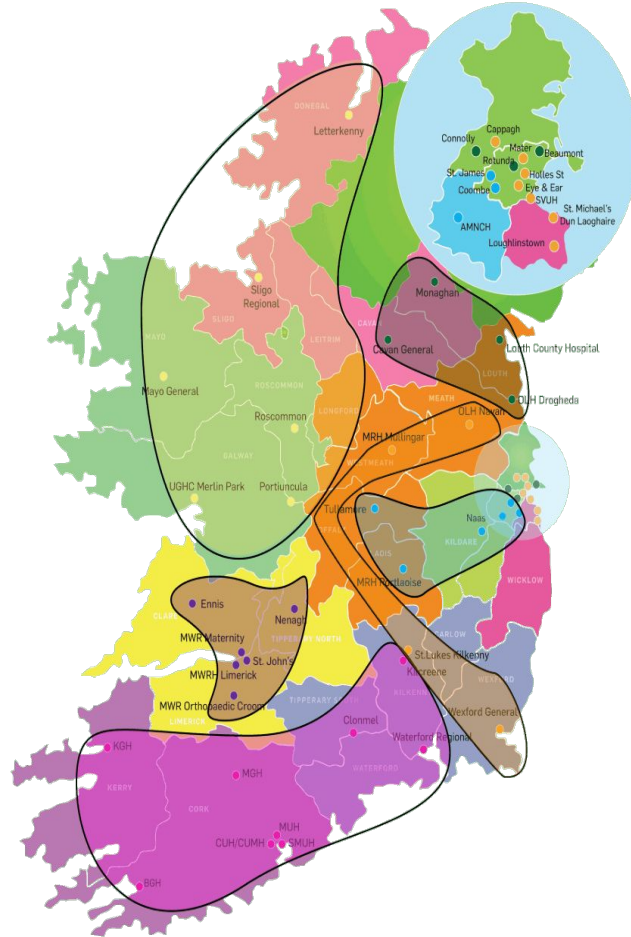 DONEGAL
Letterkenny
Connolly
Cappagh
Mater
Beaumont
Rotunda
St. James
Holles St
Coombe
Eye & Ear
SVUH
St. Michael's
Dun Laoghaire
AMNCH
Loughlinstown
Sligo
Regional
Monaghan
SLIGO
CAVAN
LEITRIM
MAYO
Cavan General
Louth County Hospital
LOUTH
Mayo General
ROSCOMMON
MEATH
OLH Drogheda
LONGFORD
OLH Navan
Roscommon
MRH Mullingar
GALWAY
WESTMEATH
UGHC Merlin Park
Portiuncula
Tullamore
Naas
OFFALY
KILDARE
LAOIS
MRH Portlaoise
WICKLOW
Ennis
CLARE
Nenagh
MWR Maternity
TIPPERARY NORTH
CARLOW
St. John's
St.Lukes Kilkenny
MWRH Limerick
Kilcreene
WEXFORD
KILKENNY
MWR Orthopaedic Croom
TIPPERARY SOUTH
Wexford General
LIMERICK
Clonmel
KGH
Waterford Regional
WATERFORD
MGH
KERRY
CORK
MUH
CUH/CUMH
SMUH
BGH